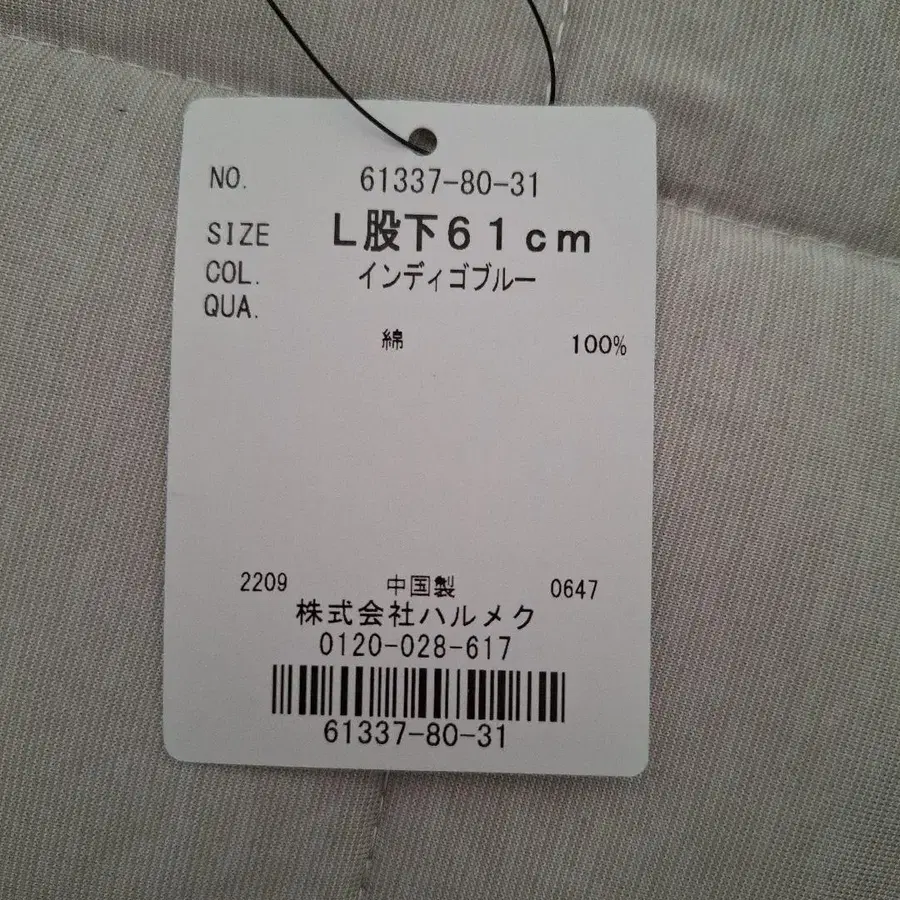 NO. 61337-80-31
SIZE L股下61cm
COL. インディゴブルー
QUA.
綿 100%
2209 中国製 0647
株式会社ハルメク
0120-028-617
61337-80-31